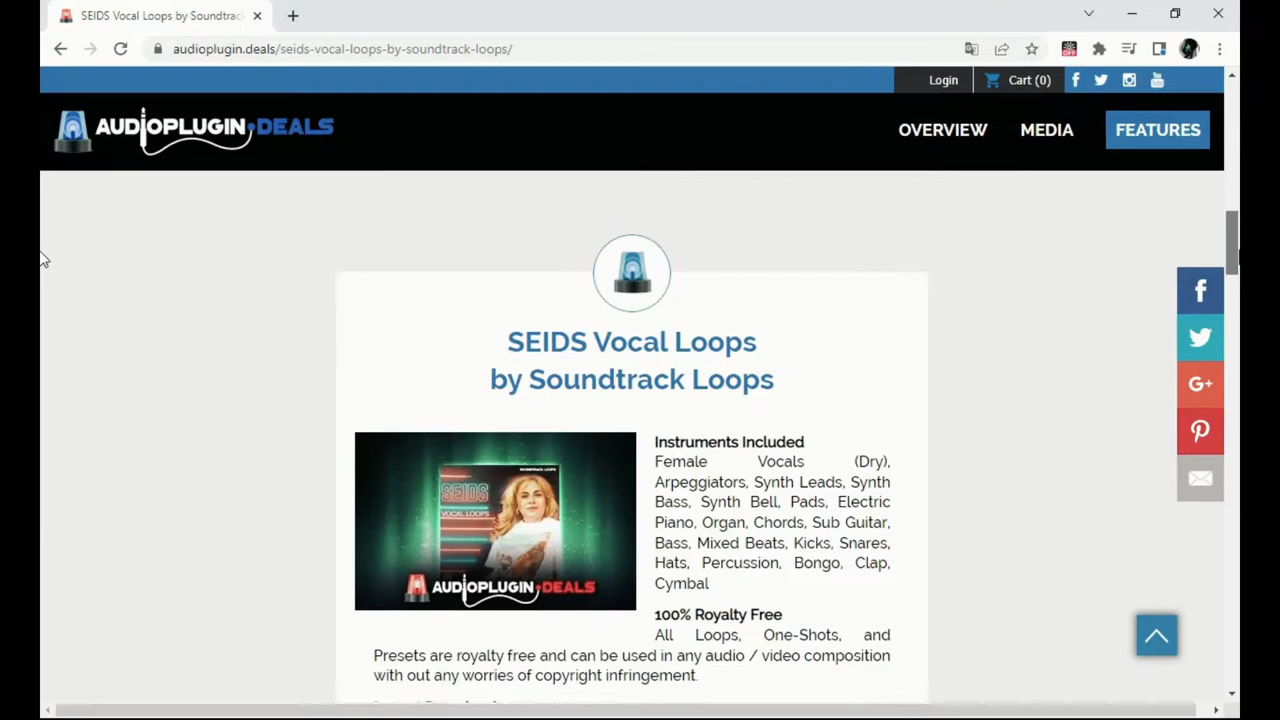 SEIDS Vocal Loops by Soundtrack
audioplugin.deals/seids-vocal-loops-by-soundtrack-loops/
OFF
Login
Cart (0)
AUDIOPLUGIN DEALS
OVERVIEW
MEDIA
FEATURES
SEIDS Vocal Loops
by Soundtrack Loops
SOUNDTRACK LOOPS
SEIDS
VOCAL LOOPS
AUDIOPLUGIN DEALS
Instruments Included
Female Vocals (Dry),
Arpeggiators, Synth Leads, Synth
Bass, Synth Bell, Pads, Electric
Piano, Organ, Chords, Sub Guitar,
Bass, Mixed Beats, Kicks, Snares,
Hats, Percussion, Bongo, Clap,
Cymbal
100% Royalty Free
All Loops, One-Shots, and
Presets are royalty free and can be used in any audio / video composition
with out any worries of copyright infringement.